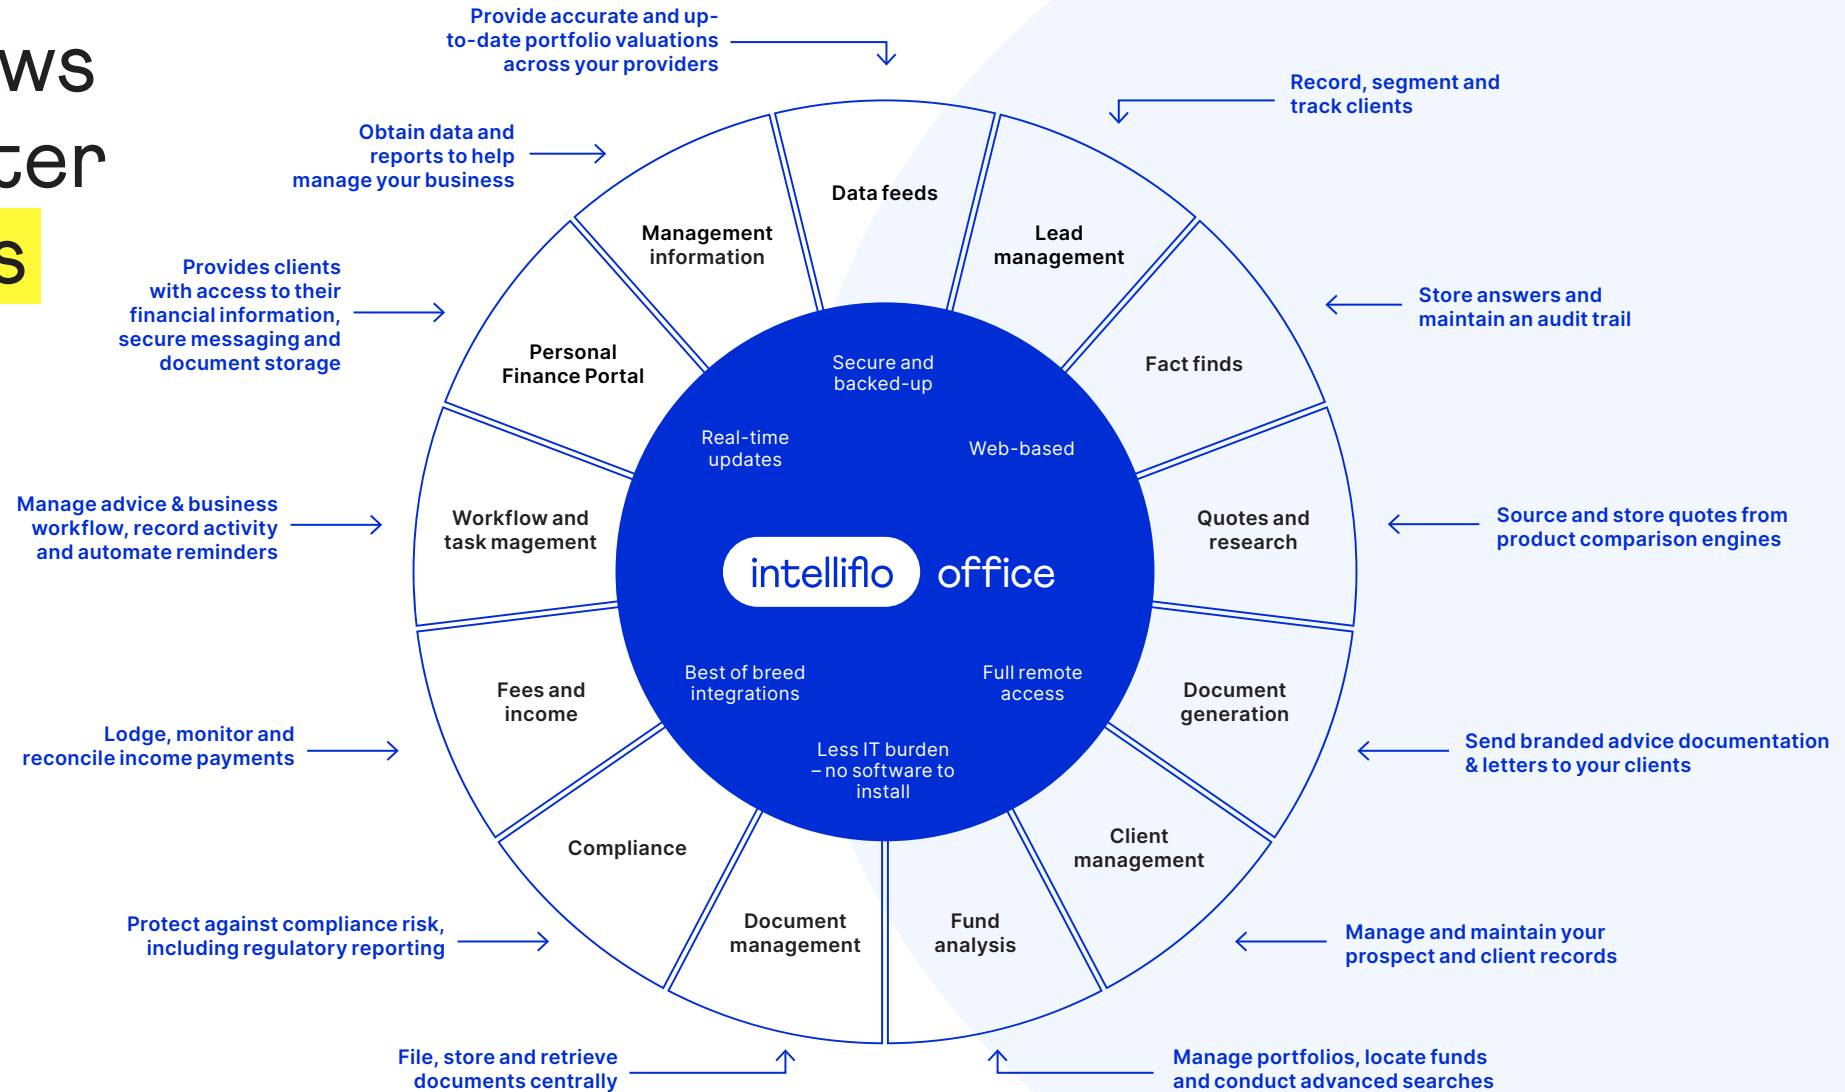 ws
ter
s
Provide accurate and up-
to-date portfolio valuations
across your providers
Record, segment and
track clients
Obtain data and
reports to help
manage your business
Store answers and
maintain an audit trail
Provides clients
with access to their
financial information,
secure messaging and
document storage
Source and store quotes from
product comparison engines
Manage advice & business
workflow, record activity
and automate reminders
Send branded advice documentation
& letters to your clients
Lodge, monitor and
reconcile income payments
Manage and maintain your
prospect and client records
Protect against compliance risk,
including regulatory reporting
Manage portfolios, locate funds
and conduct advanced searches
File, store and retrieve
documents centrally
Data feeds
Lead
management
Fact finds
Quotes and
research
Document
generation
Client
management
Fund
analysis
Document
management
Compliance
Fees and
income
Workflow and
task magement
Personal
Finance Portal
Management
information
Secure and
backed-up
Web-based
Real-time
updates
intelliflo office
Best of breed
integrations
Full remote
access
Less IT burden
– no software to
install